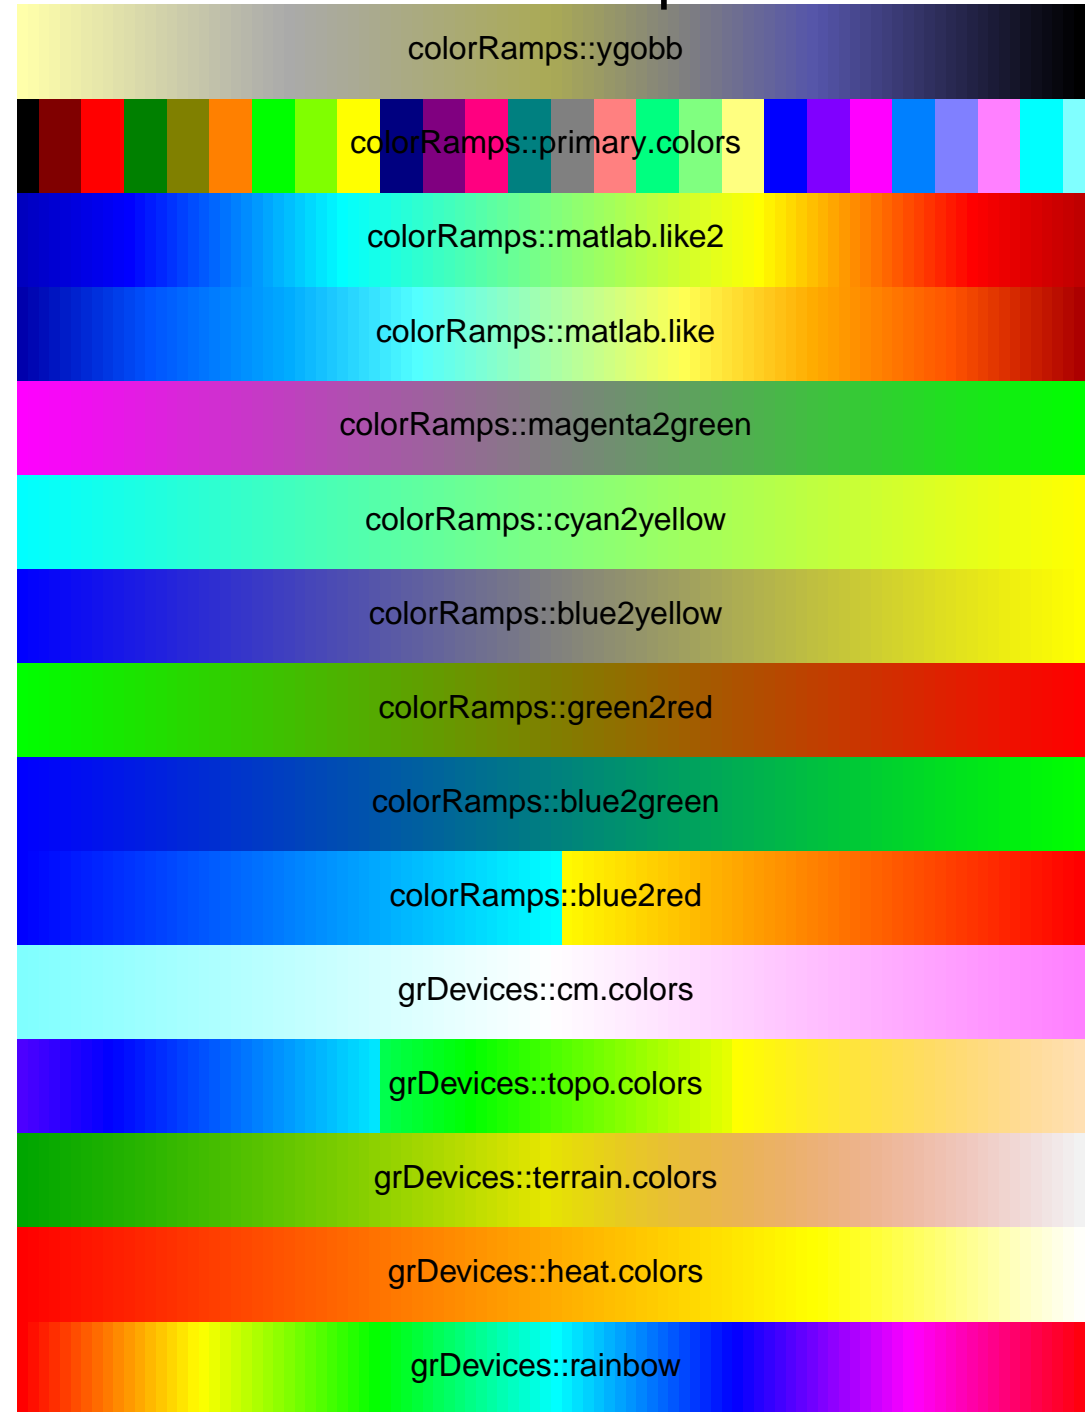 colorRamps::ygobb
colorRamps::primary.colors
colorRamps::matlab.like2
colorRamps::matlab.like
colorRamps::magenta2green
colorRamps::cyan2yellow
colorRamps::blue2yellow
colorRamps::green2red
colorRamps::blue2green
colorRamps::blue2red
grDevices::cm.colors
grDevices::topo.colors
grDevices::terrain.colors
grDevices::heat.colors
grDevices::rainbow